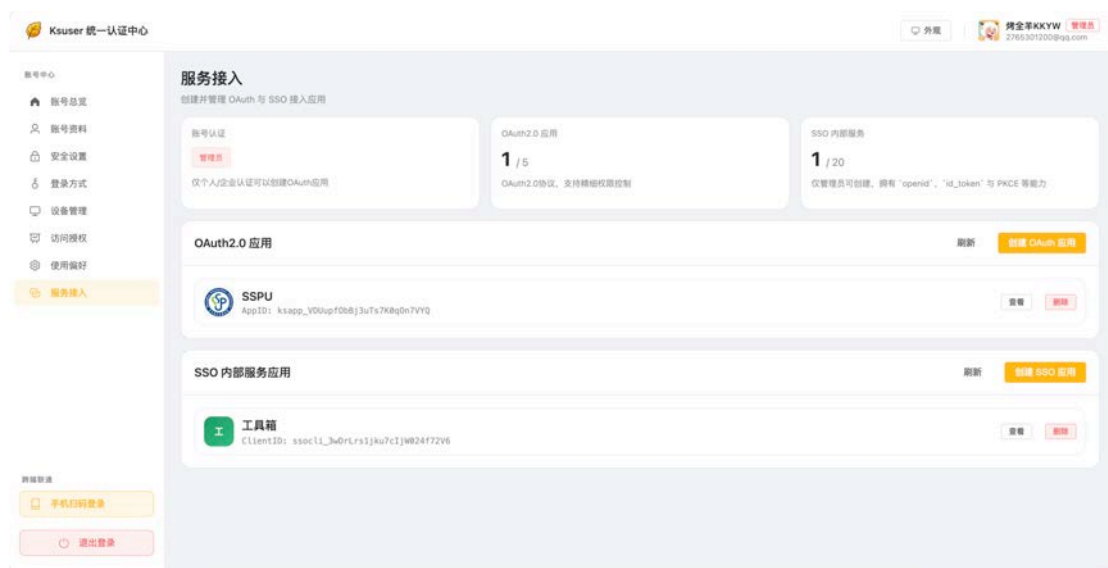 Ksuser 统一认证中心
外观
烤全羊KKYW 管理员
2765301200@qq.com
账号中心
账号总览
账号资料
安全设置
登录方式
设备管理
访问授权
使用偏好
服务接入
跨端联通
手机扫码登录
退出登录
服务接入
创建并管理 OAuth 与 SSO 接入应用
账号认证
管理员
仅个人/企业认证可以创建OAuth应用
OAuth2.0 应用
1 / 5
OAuth2.0协议，支持精细权限控制
SSO 内部服务
1 / 20
仅管理员可创建，拥有 `openid`、`id_token` 与 PKCE 等能力
OAuth2.0 应用
刷新
创建 OAuth 应用
SSPU
AppID: ksapp_VDUupfObBj3uTs7K0qOn7VYQ
查看
删除
SSO 内部服务应用
刷新
创建 SSO 应用
工
工具箱
ClientID: ssocli_3wDrLrs1jku7cIjW024f72V6
查看
删除